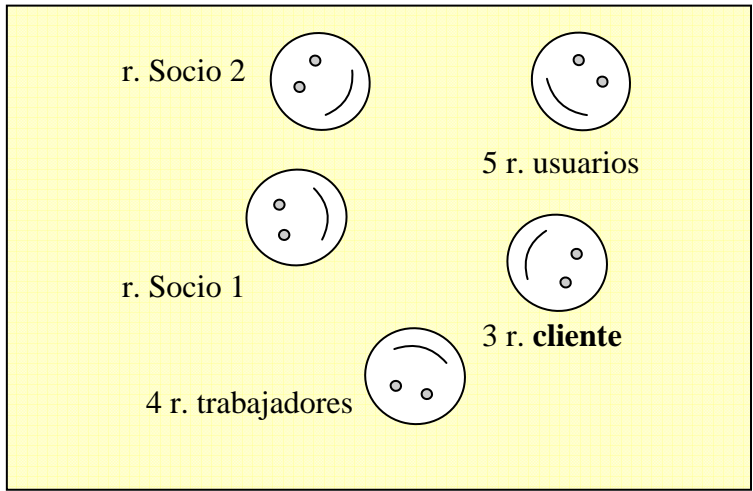 r. Socio 2
5 r. usuarios
r. Socio 1
3 r. cliente
4 r. trabajadores